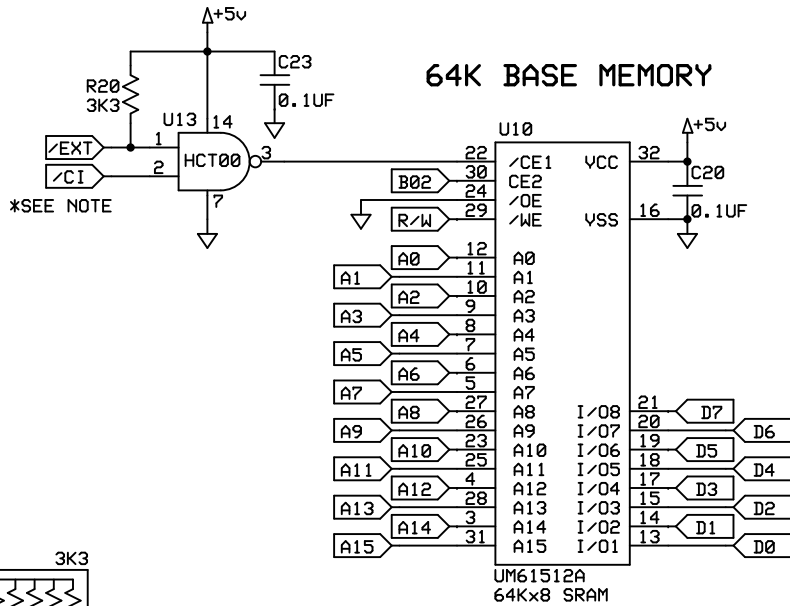 +5v
C23
0.1UF
R20
3K3
64K BASE MEMORY
U13
14
/EXT
1
HCT00
3
/CI
2
*SEE NOTE
7
U10
+5v
22 /CE1 VCC 32
B02 30 CE2
C20
24 /OE
R/W 29 /WE VSS 16
0.1UF
A0 12 A0
A1 11 A1
A2 10 A2
A3 9 A3
A4 8 A4
A5 7 A5
A6 6 A6
A7 5 A7
A8 27 A8 I/O8 21 D7
A9 26 A9 I/O7 20 D6
A10 23 A10 I/O6 19 D5
A11 25 A11 I/O5 18 D4
A12 4 A12 I/O4 17 D3
A13 28 A13 I/O3 15 D2
A14 3 A14 I/O2 14 D1
A15 31 A15 I/O1 13 D0
3K3
UM61512A
64Kx8 SRAM